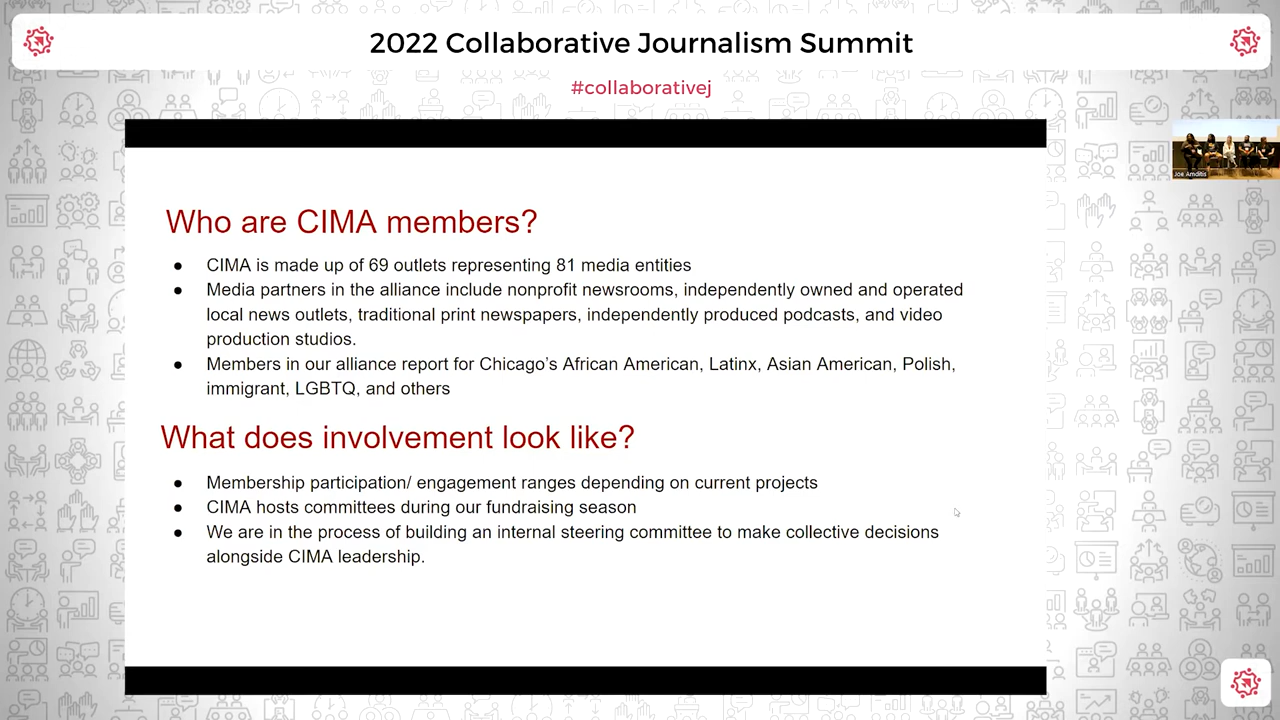 2022 Collaborative Journalism Summit
#collaborativej
Who are CIMA members?
● CIMA is made up of 69 outlets representing 81 media entities
● Media partners in the alliance include nonprofit newsrooms, independently owned and operated
local news outlets, traditional print newspapers, independently produced podcasts, and video
production studios.
● Members in our alliance report for Chicago's African American, Latinx, Asian American, Polish,
immigrant, LGBTQ, and others
What does involvement look like?
● Membership participation/ engagement ranges depending on current projects
● CIMA hosts committees during our fundraising season
● We are in the process of building an internal steering committee to make collective decisions
alongside CIMA leadership.
Joe Amditis